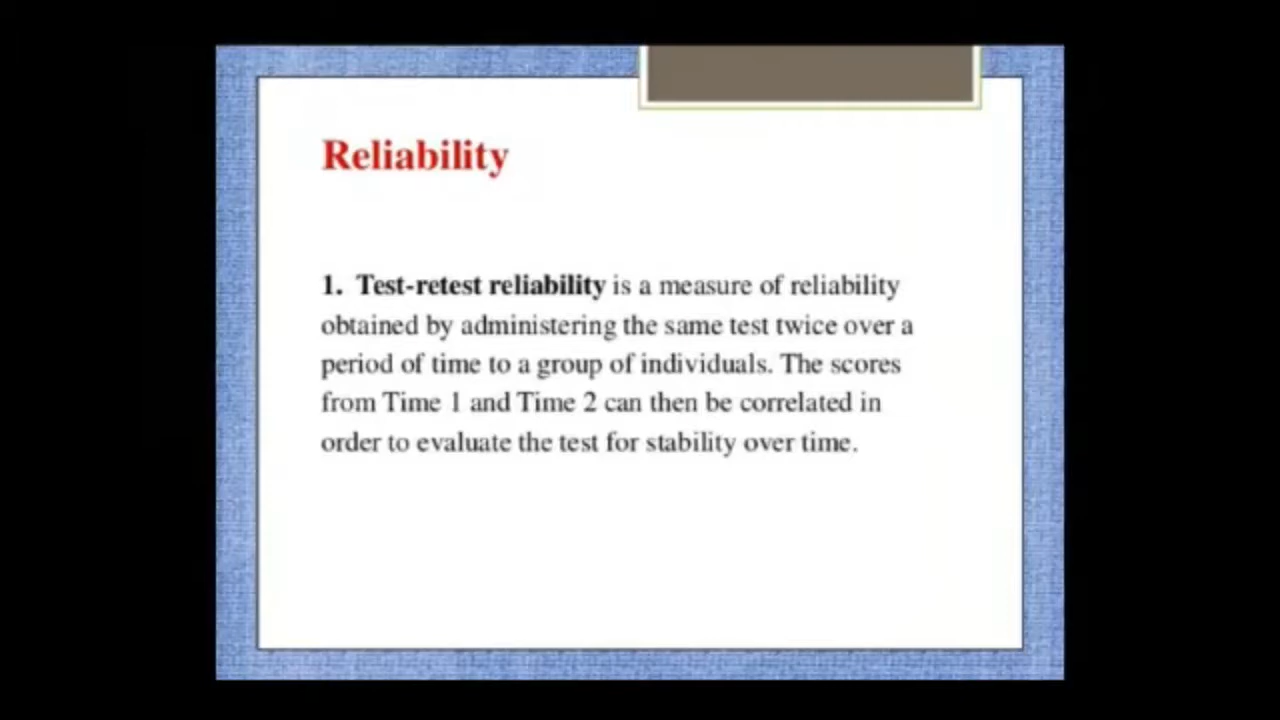 Reliability
1. Test-retest reliability is a measure of reliability
obtained by administering the same test twice over a
period of time to a group of individuals. The scores
from Time 1 and Time 2 can then be correlated in
order to evaluate the test for stability over time.